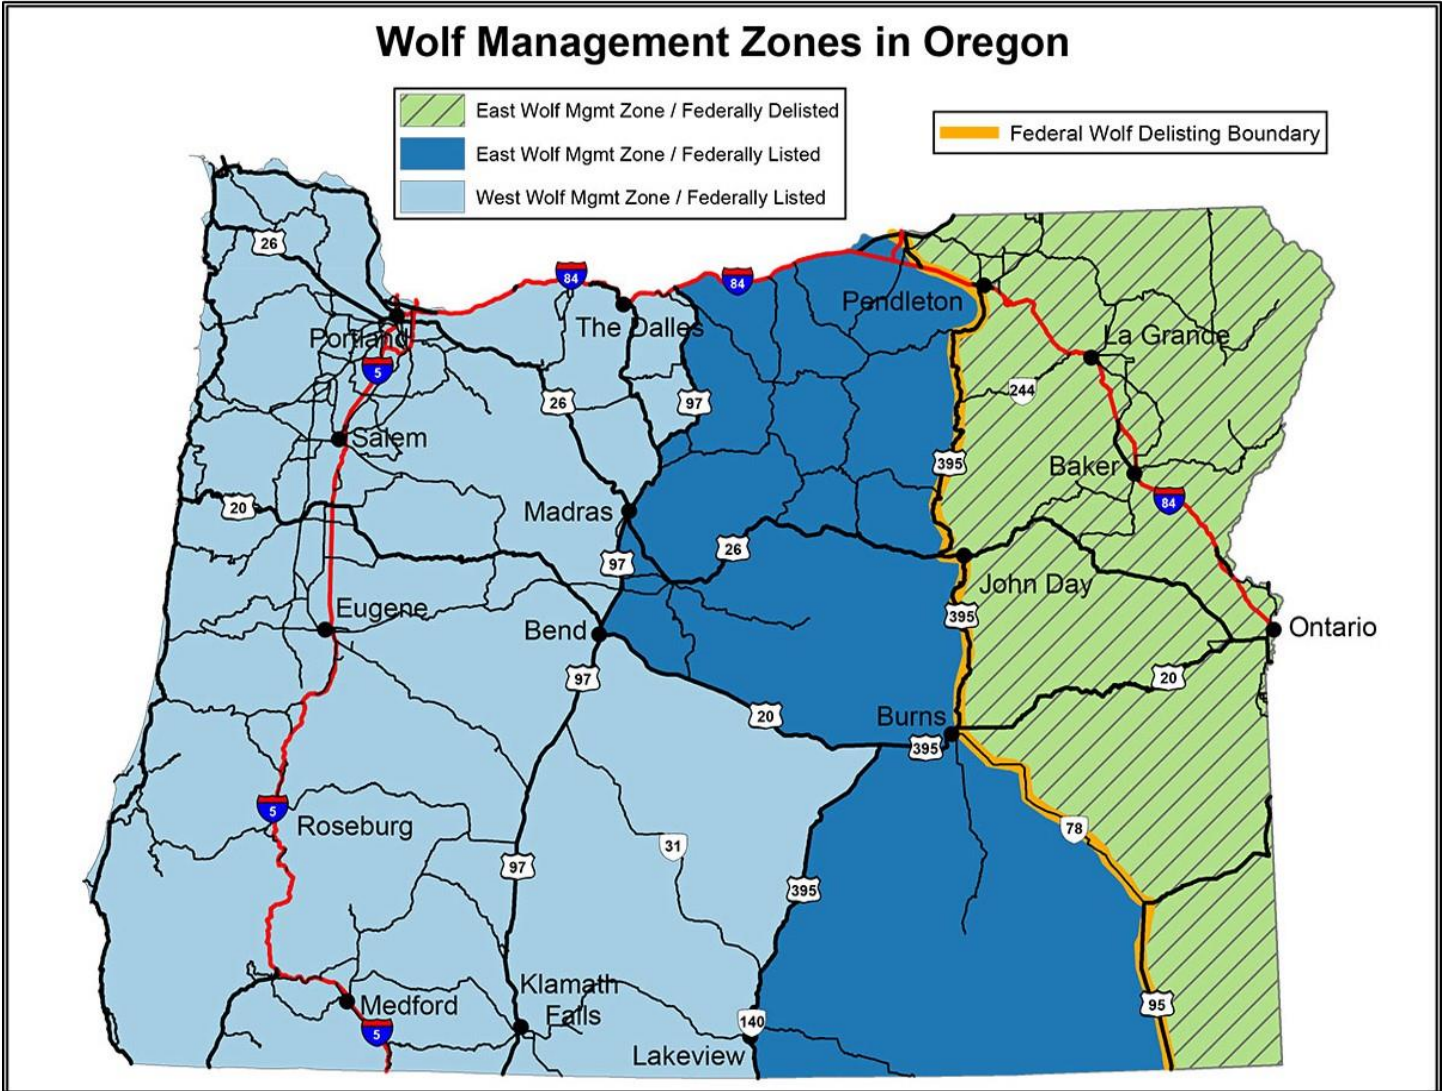 Wolf Management Zones in Oregon
East Wolf Mgmt Zone / Federally Delisted
East Wolf Mgmt Zone / Federally Listed
West Wolf Mgmt Zone / Federally Listed
Federal Wolf Delisting Boundary
26
84
84
Pendleton
The Dalles
Portland
La Grande
5
244
26
97
Salem
395
Baker
84
20
Madras
26
97
John Day
Eugene
395
Bend
Ontario
97
20
20
Burns
395
5
Roseburg
78
31
97
395
Klamath
Falls
Medford
95
140
5
Lakeview